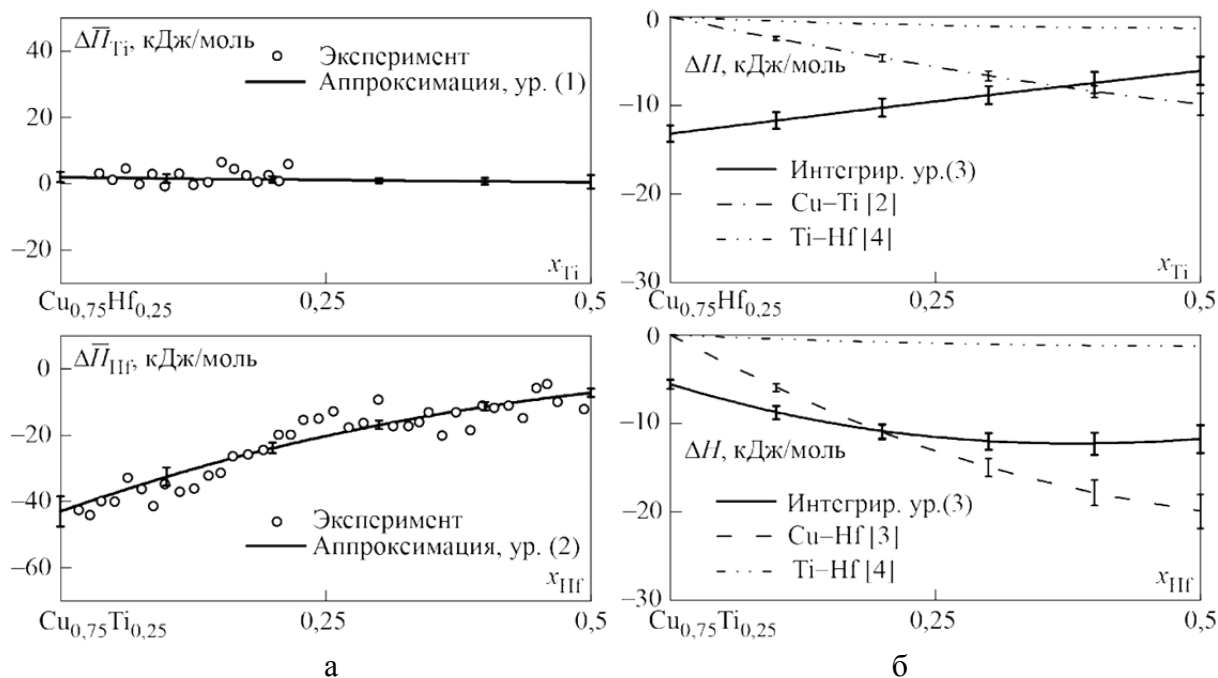 ΔH̅Ti, кДж/моль
40
20
0
–20
Эксперимент
Аппроксимация, ур. (1)
xTi
Cu0,75Hf0,25
0,25
0,5
0
–10
–20
–30
ΔH, кДж/моль
Интегрир. ур.(3)
Cu–Ti [2]
Ti–Hf [4]
xTi
Cu0,75Hf0,25
0,25
0,5
ΔH̅Hf, кДж/моль
0
–20
–40
–60
Эксперимент
Аппроксимация, ур. (2)
xHf
Cu0,75Ti0,25
0,25
0,5
0
–10
–20
–30
ΔH, кДж/моль
Интегрир. ур.(3)
Cu–Hf [3]
Ti–Hf [4]
xHf
Cu0,75Ti0,25
0,25
0,5
а
б